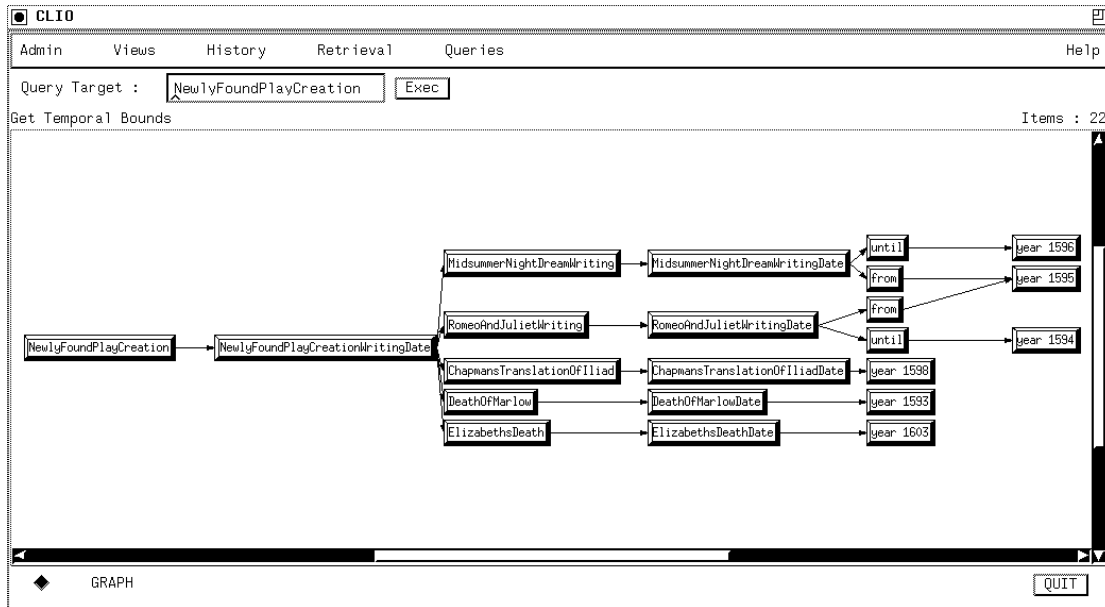 CLIO
Admin Views History Retrieval Queries Help
Query Target : NewlyFoundPlayCreation Exec
Get Temporal Bounds Items : 22
until year 1596
MidsummerNightDreamWriting MidsummerNightDreamWritingDate
from year 1595
from
RomeoAndJulietWriting RomeoAndJulietWritingDate
until year 1594
NewlyFoundPlayCreation NewlyFoundPlayCreationWritingDate
ChapmansTranslationOfIliad ChapmansTranslationOfIliadDate year 1598
DeathOfMarlow DeathOfMarlowDate year 1593
ElizabethsDeath ElizabethsDeathDate year 1603
GRAPH QUIT